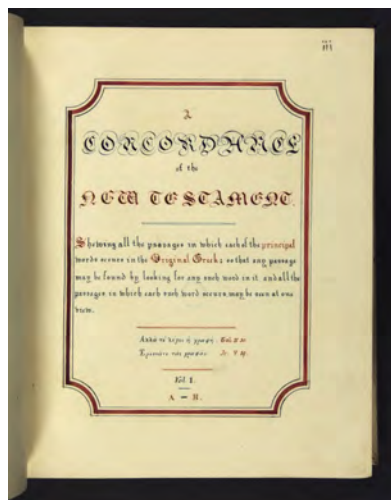 iii
A
CONCORDANCE
of the
NEW TESTAMENT.
Shewing all the passages in which each of the principal
words occurs in the Original Greek: so that any passage
may be found by looking for any such word in it, and all the
passages in which each such word occurs may be seen at one
view.
Vol. I.
A – H.